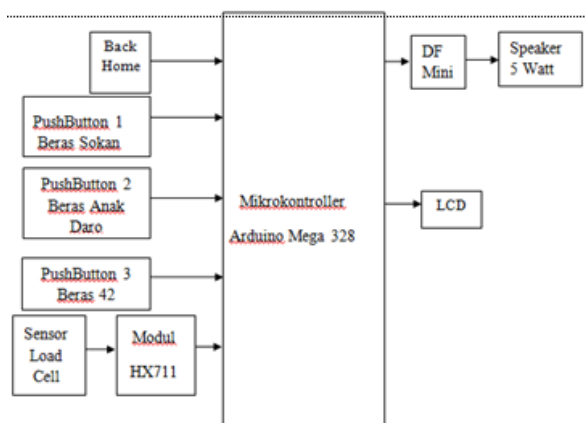 Back
Home
PushButton 1
Beras Sokan
PushButton 2
Beras Anak
Daro
PushButton 3
Beras 42
Sensor
Load
Cell
Modul
HX711
Mikrokontroller
Arduino Mega 328
DF
Mini
Speaker
5 Watt
LCD